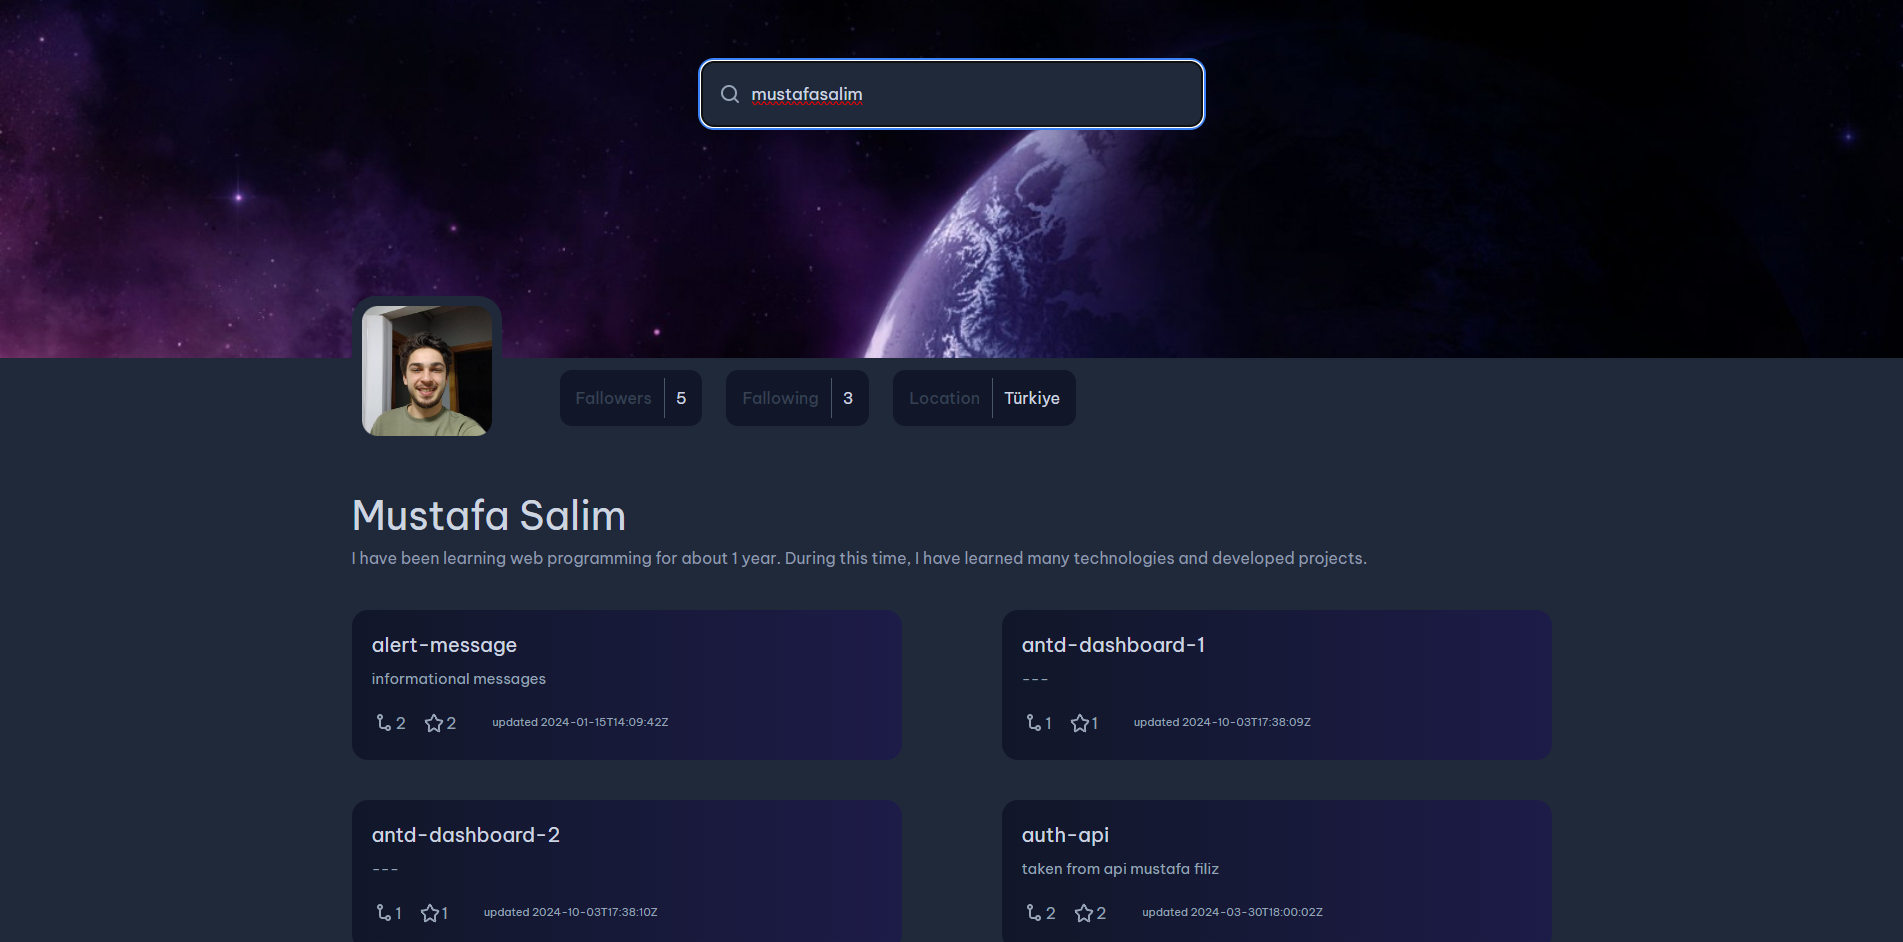 mustafasalim
Followers 5 Following 3 Location Türkiye
Mustafa Salim
I have been learning web programming for about 1 year. During this time, I have learned many technologies and developed projects.
alert-message
informational messages
2 2 updated 2024-01-15T14:09:42Z
antd-dashboard-1
---
1 1 updated 2024-10-03T17:38:09Z
antd-dashboard-2
---
1 1 updated 2024-10-03T17:38:10Z
auth-api
taken from api mustafa filiz
2 2 updated 2024-03-30T18:00:02Z